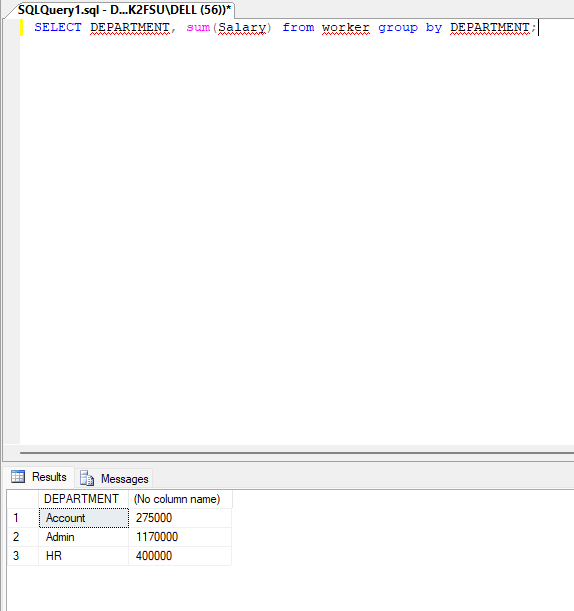 SQLQuery1.sql - D...K2FSU\DELL (56))*
SELECT DEPARTMENT, sum(Salary) from worker group by DEPARTMENT;
Results Messages
DEPARTMENT (No column name)
1 Account 275000
2 Admin 1170000
3 HR 400000